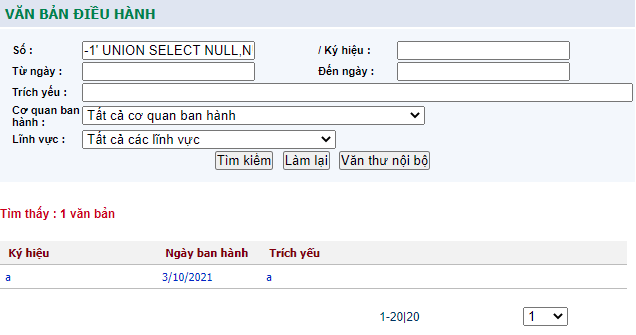 VĂN BẢN ĐIỀU HÀNH
Số : -1' UNION SELECT NULL,N / Ký hiệu :
Từ ngày : Đến ngày :
Trích yếu :
Cơ quan ban hành : Tất cả cơ quan ban hành
Lĩnh vực : Tất cả các lĩnh vực
Tìm kiếm Làm lại Văn thư nội bộ
Tìm thấy : 1 văn bản
Ký hiệu Ngày ban hành Trích yếu
a 3/10/2021 a
1-20|20 1